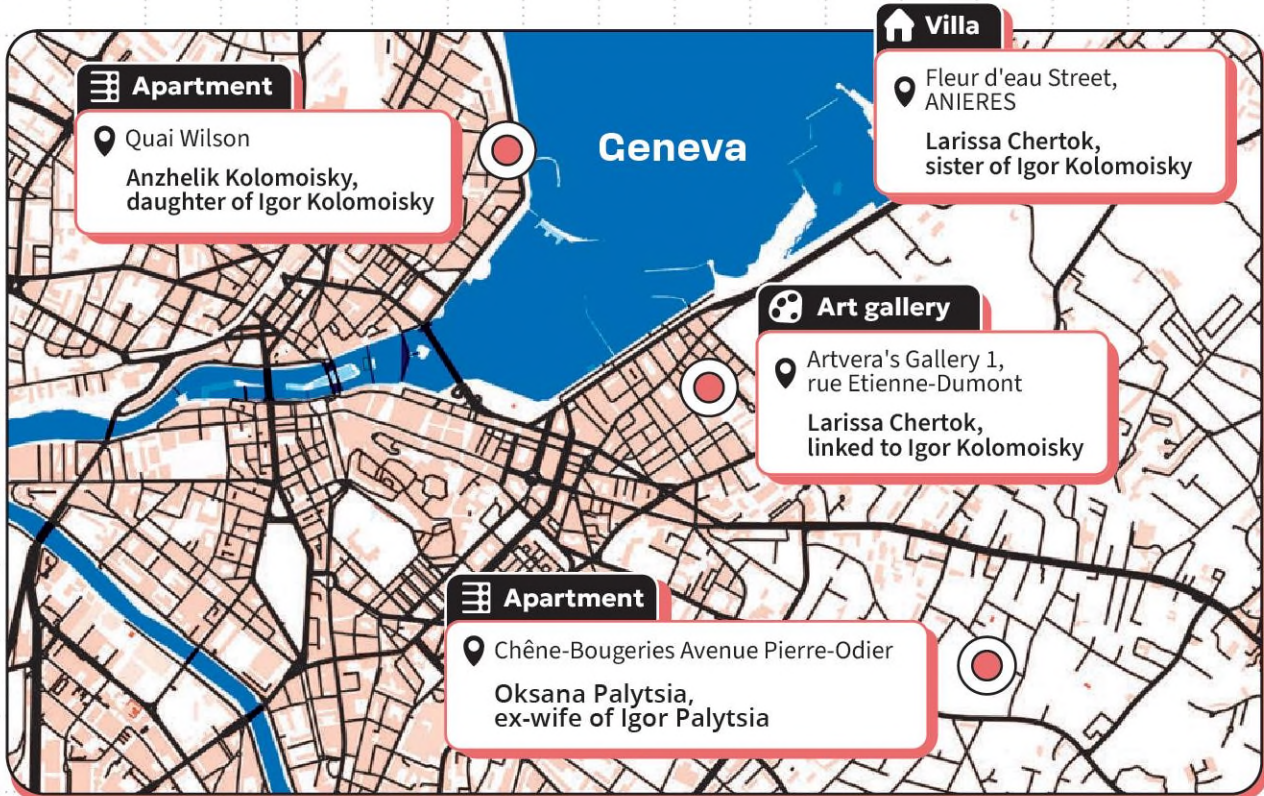 Villa
Fleur d'eau Street,
ANIERES
Larissa Chertok,
sister of Igor Kolomoisky
Apartment
Quai Wilson
Anzhelik Kolomoisky,
daughter of Igor Kolomoisky
Geneva
Art gallery
Artvera's Gallery 1,
rue Etienne-Dumont
Larissa Chertok,
linked to Igor Kolomoisky
Apartment
Chêne-Bougeries Avenue Pierre-Odier
Oksana Palytsia,
ex-wife of Igor Palytsia